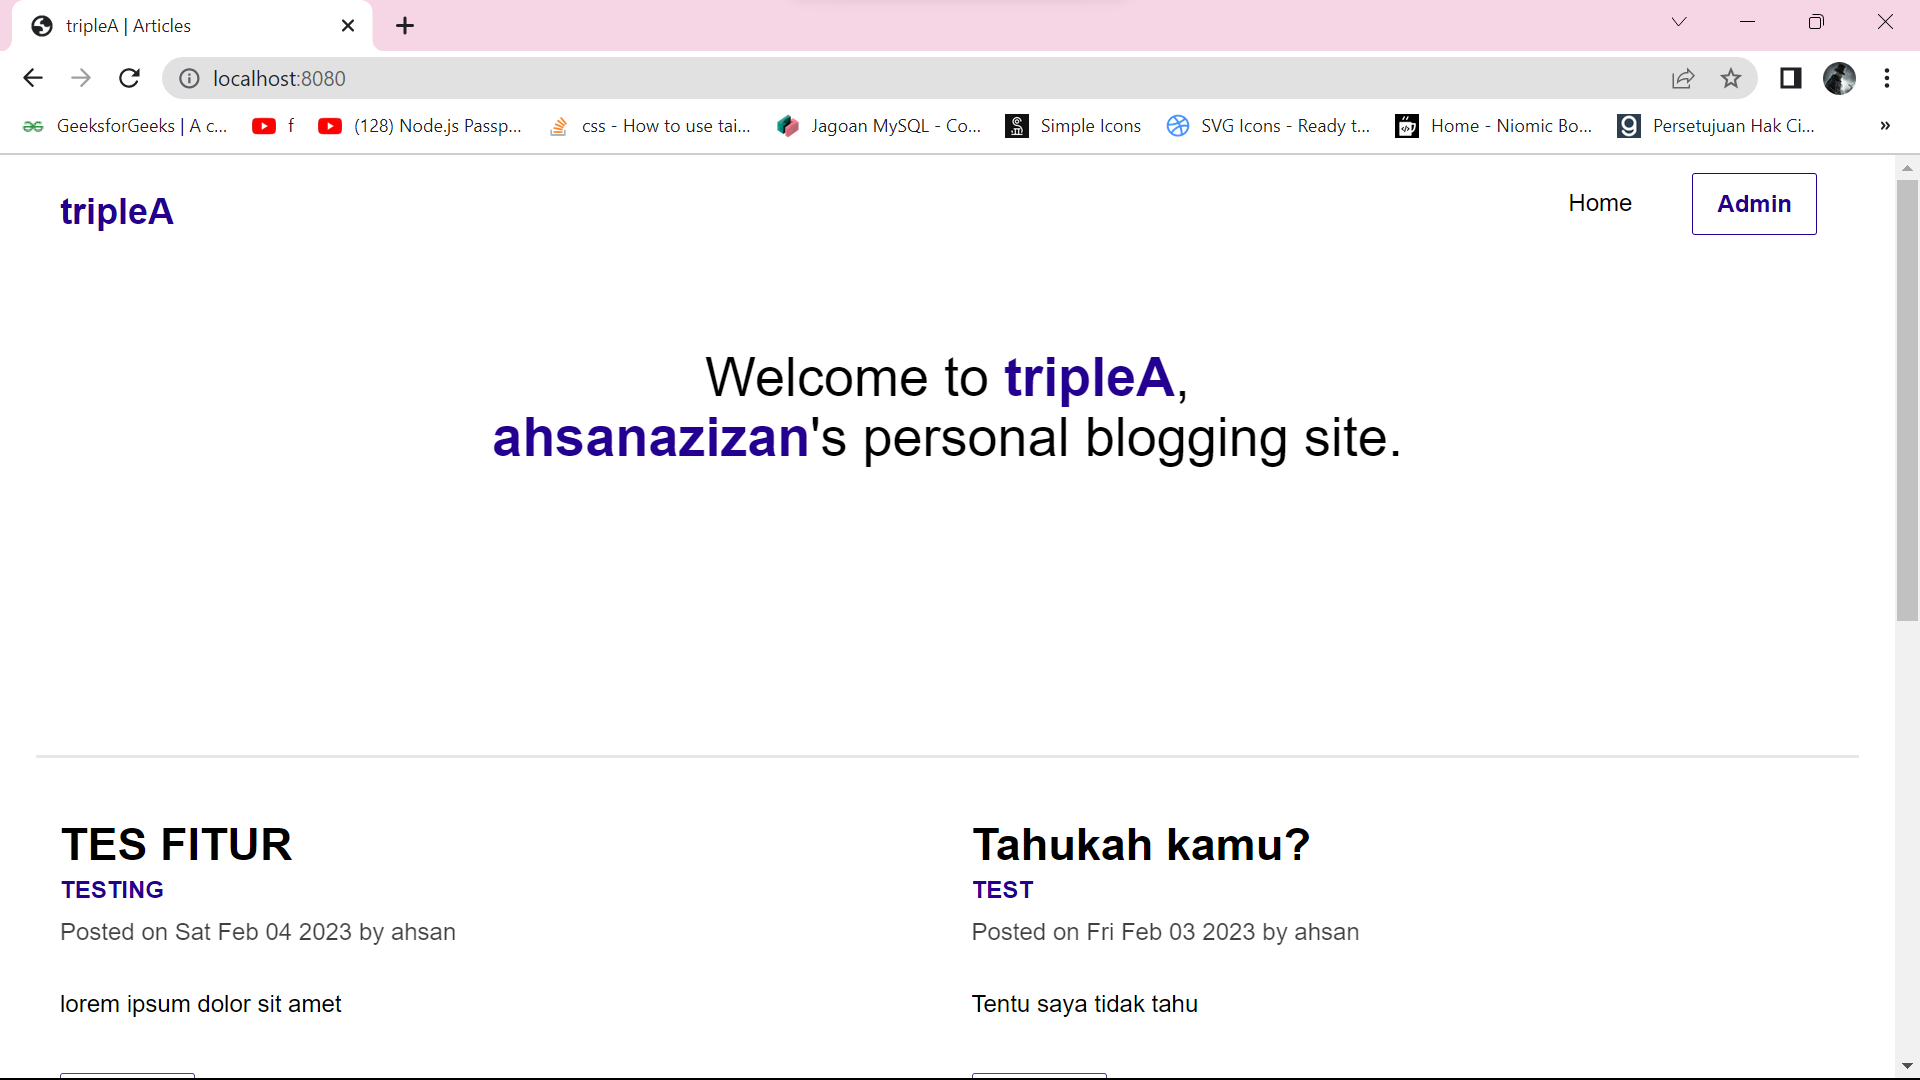 tripleA | Articles
localhost:8080
GeeksforGeeks | A c...
f
(128) Node.js Passp...
css - How to use tai...
Jagoan MySQL - Co...
Simple Icons
SVG Icons - Ready t...
Home - Niomic Bo...
Persetujuan Hak Ci...
»
tripleA
Home
Admin
Welcome to tripleA,
ahsanazizan's personal blogging site.
TES FITUR
TESTING
Posted on Sat Feb 04 2023 by ahsan
lorem ipsum dolor sit amet
Tahukah kamu?
TEST
Posted on Fri Feb 03 2023 by ahsan
Tentu saya tidak tahu